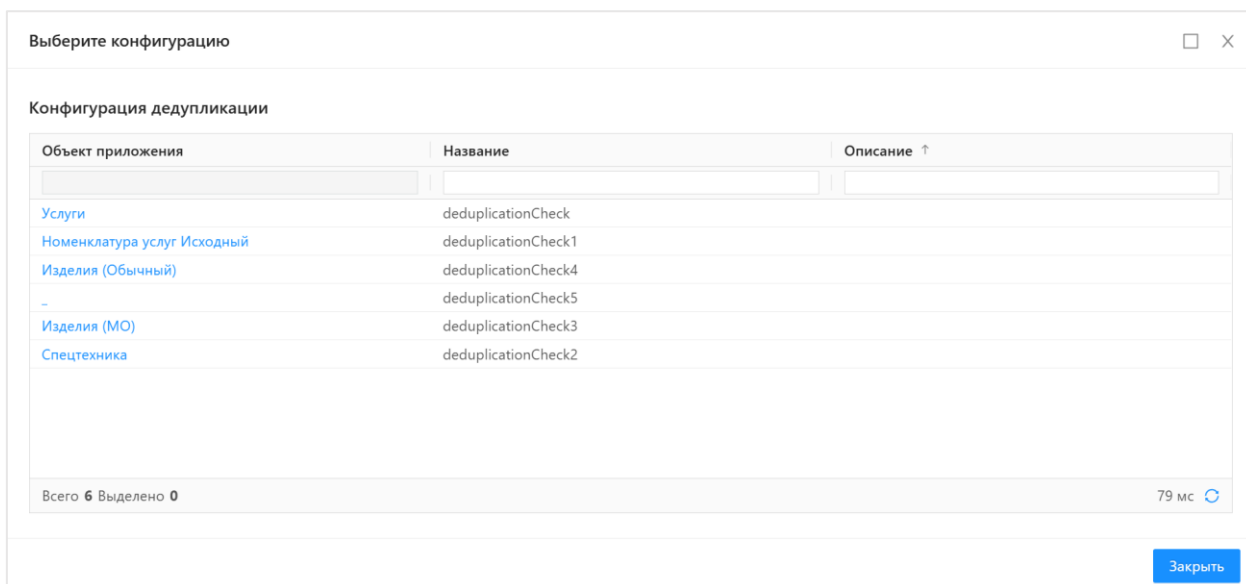 Выберите конфигурацию
Конфигурация дедупликации
Объект приложения Название Описание ↑
Услуги deduplicationCheck
Номенклатура услуг Исходный deduplicationCheck1
Изделия (Обычный) deduplicationCheck4
_ deduplicationCheck5
Изделия (МО) deduplicationCheck3
Спецтехника deduplicationCheck2
Всего 6 Выделено 0 79 мс
Закрыть